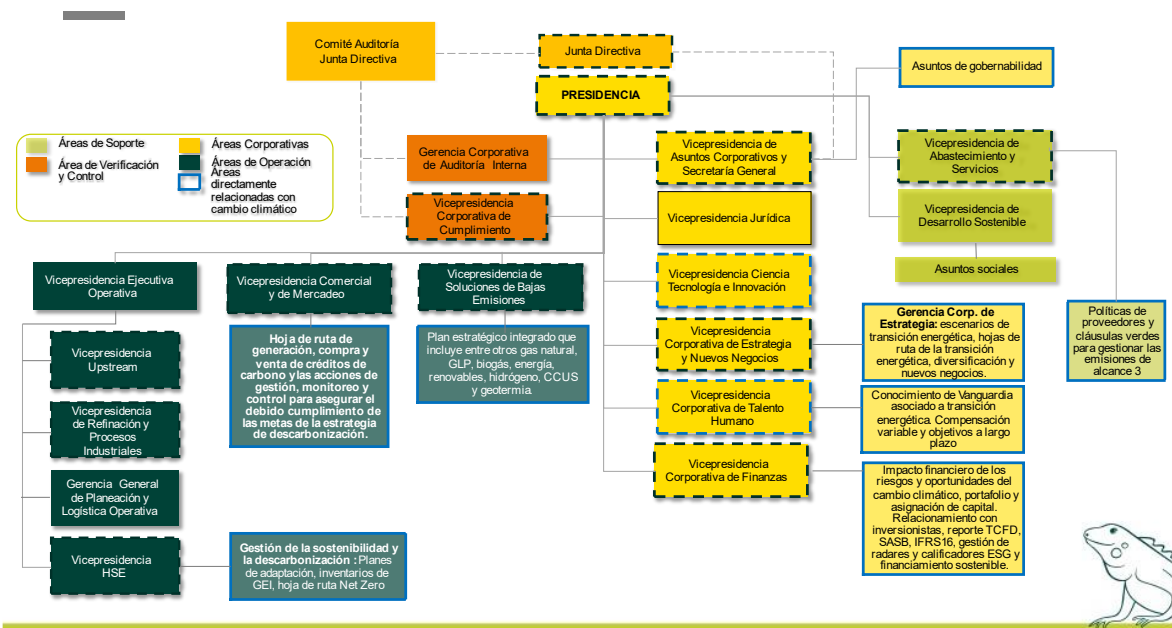 Comité Auditoría
Junta Directiva
Junta Directiva
PRESIDENCIA
Asuntos de gobernabilidad
Áreas de Soporte
Área de Verificación
y Control
Áreas Corporativas
Áreas de Operación
Áreas
directamente
relacionadas con
cambio climático
Gerencia Corporativa
de Auditoría Interna
Vicepresidencia
Corporativa de
Cumplimiento
Vicepresidencia de
Asuntos Corporativos y
Secretaría General
Vicepresidencia Jurídica
Vicepresidencia Ciencia
Tecnología e Innovación
Vicepresidencia
Corporativa de Estrategia
y Nuevos Negocios
Vicepresidencia
Corporativa de Talento
Humano
Vicepresidencia
Corporativa de Finanzas
Vicepresidencia de
Abastecimiento y
Servicios
Vicepresidencia de
Desarrollo Sostenible
Asuntos sociales
Políticas de
proveedores y
cláusulas verdes
para gestionar las
emisiones de
alcance 3
Gerencia Corp. de
Estrategia: escenarios de
transición energética, hojas de
ruta de la transición
energética, diversificación y
nuevos negocios.
Conocimiento de Vanguardia
asociado a transición
energética. Compensación
variable y objetivos a largo
plazo
Impacto financiero de los
riesgos y oportunidades del
cambio climático, portafolio y
asignación de capital.
Relacionamiento con
inversionistas, reporte TCFD,
SASB, IFRS16, gestión de
radares y calificadores ESG y
financiamiento sostenible.
Vicepresidencia Ejecutiva
Operativa
Vicepresidencia Comercial
y de Mercadeo
Vicepresidencia de
Soluciones de Bajas
Emisiones
Hoja de ruta de
generación, compra y
venta de créditos de
carbono y las acciones de
gestión, monitoreo y
control para asegurar el
debido cumplimiento de
las metas de la estrategia
de descarbonización.
Plan estratégico integrado que
incluye entre otros gas natural,
GLP, biogás, energía,
renovables, hidrógeno, CCUS
y geotermia.
Vicepresidencia
Upstream
Vicepresidencia
de Refinación y
Procesos
Industriales
Gerencia General
de Planeación y
Logística Operativa
Vicepresidencia
HSE
Gestión de la sostenibilidad y
la descarbonización : Planes
de adaptación, inventarios de
GEI, hoja de ruta Net Zero